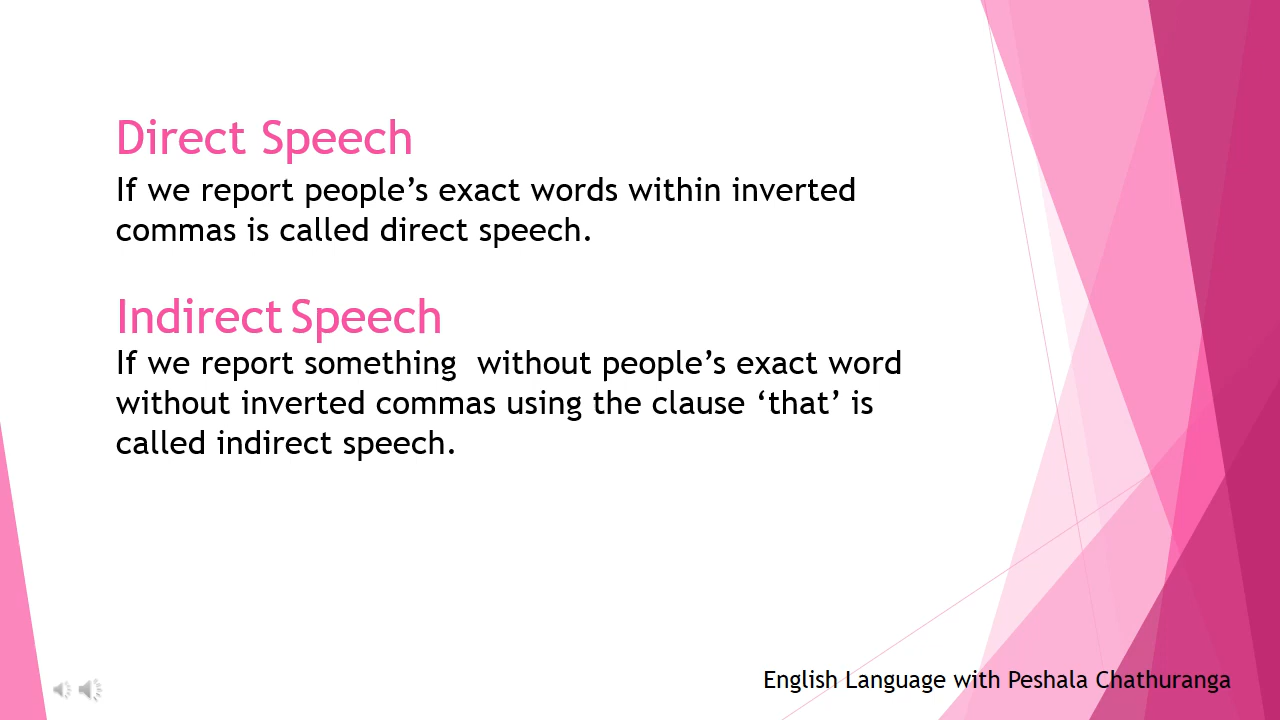 Direct Speech
If we report people’s exact words within inverted
commas is called direct speech.
Indirect Speech
If we report something  without people’s exact word
without inverted commas using the clause ‘that’ is
called indirect speech.
English Language with Peshala Chathuranga